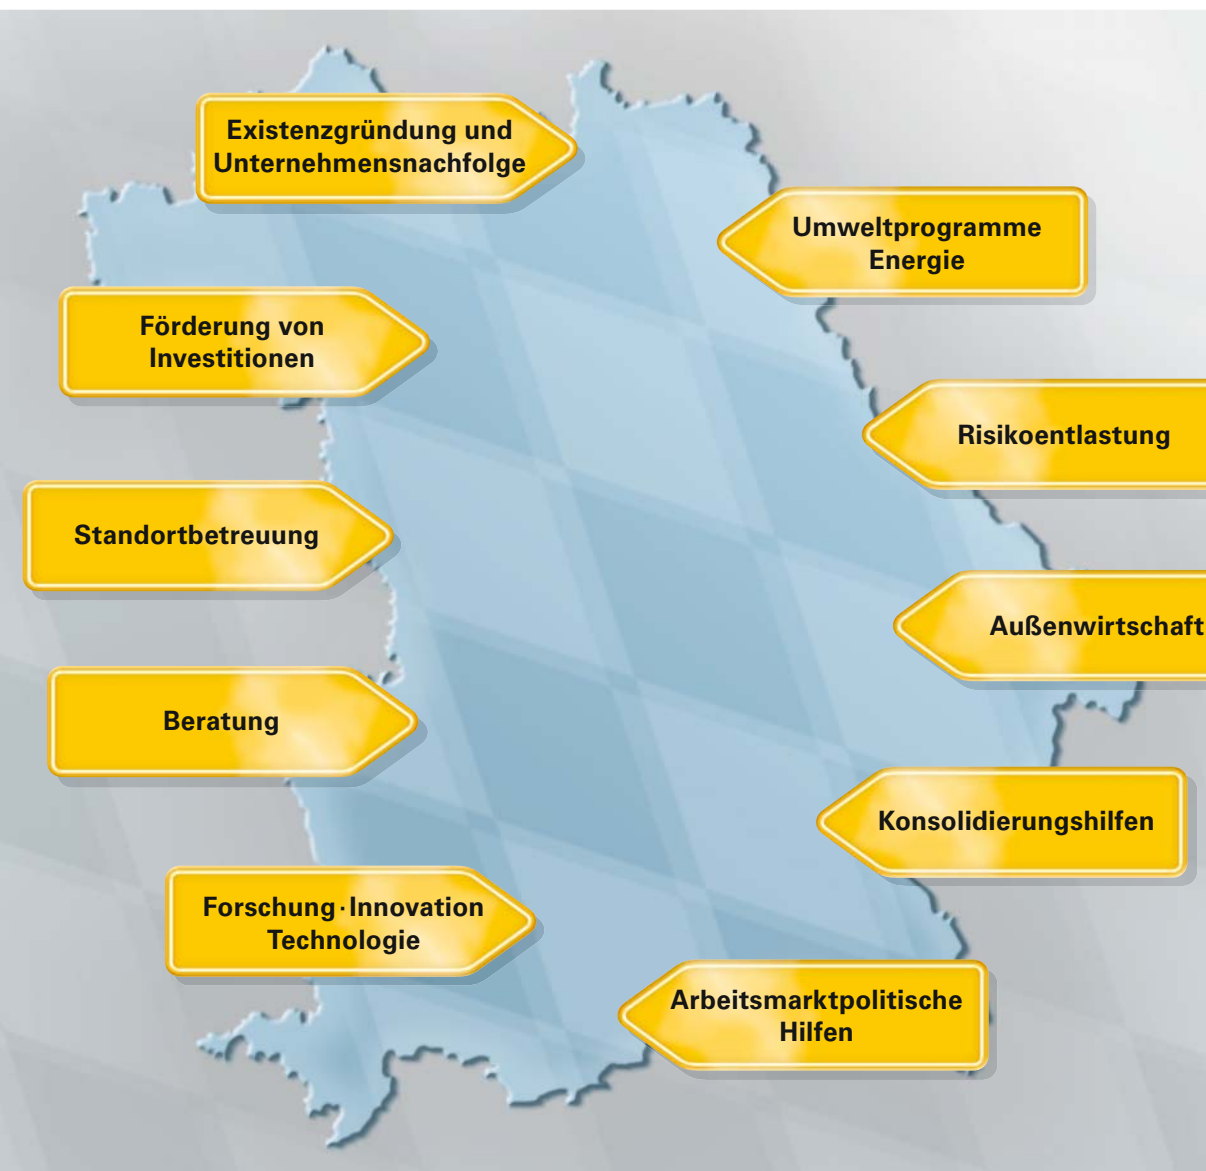 Existenzgründung und
Unternehmensnachfolge
Umweltprogramme
Energie
Förderung von
Investitionen
Risikoentlastung
Standortbetreuung
Außenwirtschaft
Beratung
Konsolidierungshilfen
Forschung · Innovation
Technologie
Arbeitsmarktpolitische
Hilfen